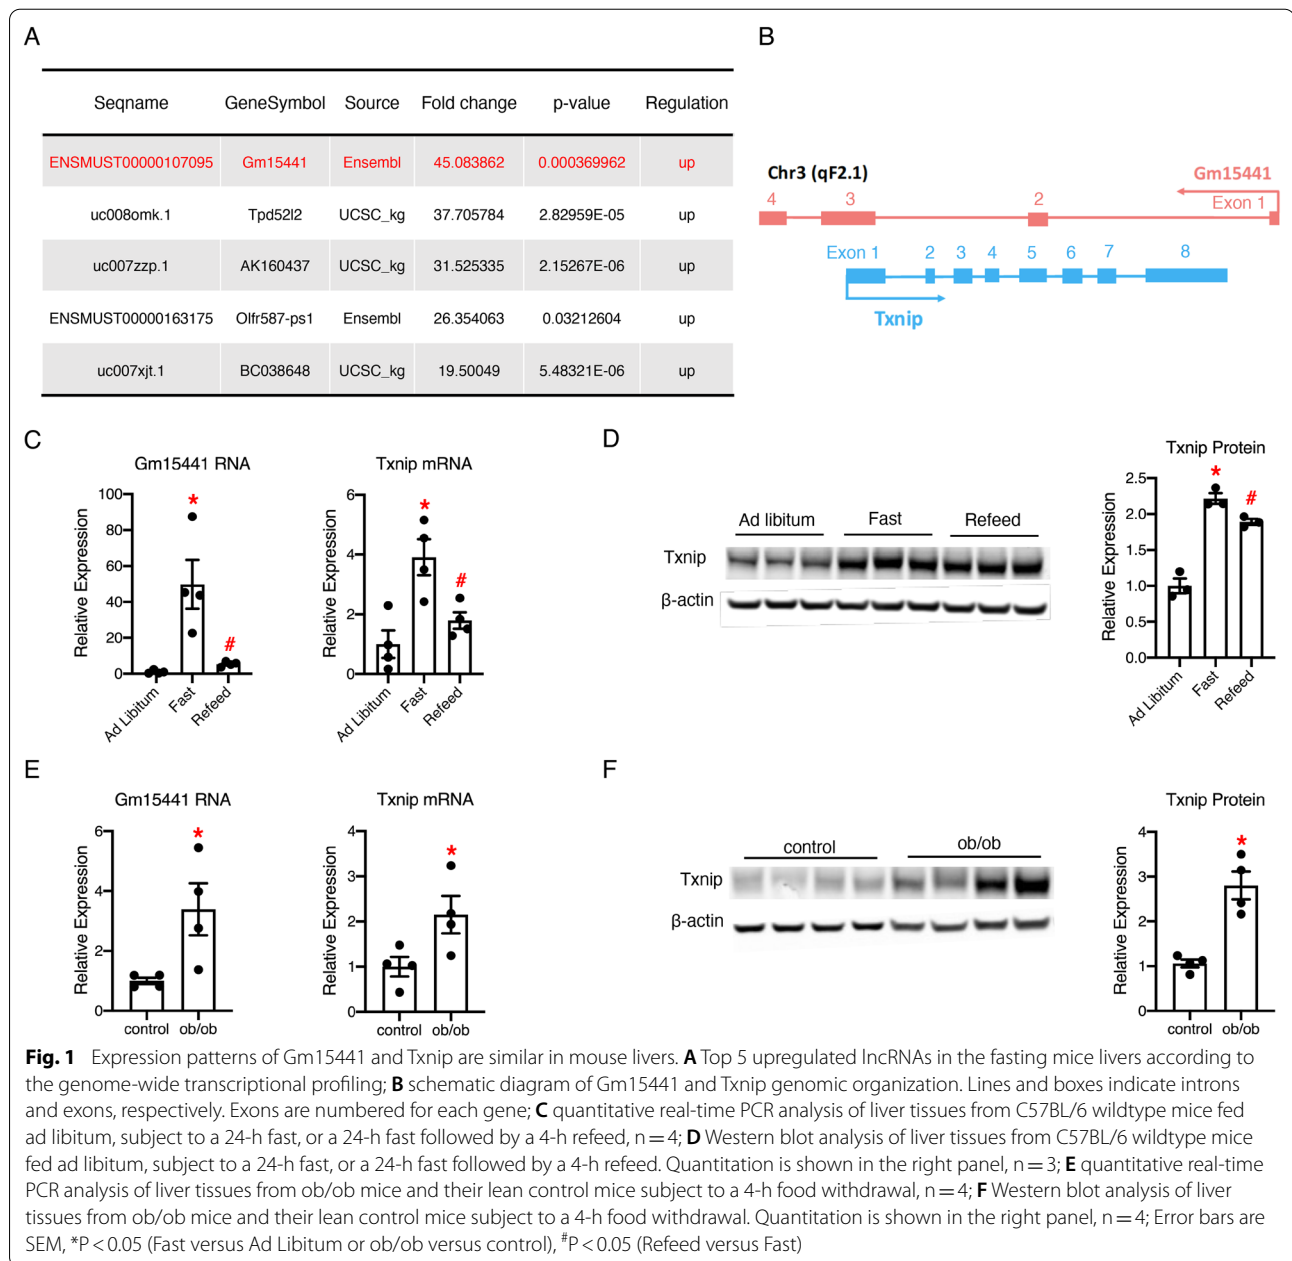 A
Seqname GeneSymbol Source Fold change p-value Regulation
ENSMUST00000107095 Gm15441 Ensembl 45.083862 0.000369962 up
uc008omk.1 Tpd52l2 UCSC_kg 37.705784 2.82959E-05 up
uc007zzp.1 AK160437 UCSC_kg 31.525335 2.15267E-06 up
ENSMUST00000163175 Olfr587-ps1 Ensembl 26.354063 0.03212604 up
uc007xjt.1 BC038648 UCSC_kg 19.50049 5.48321E-06 up
B
Chr3 (qF2.1) Gm15441
4 3 2 Exon 1
Exon 1 2 3 4 5 6 7 8
Txnip
C
Gm15441 RNA
Relative Expression
100
80
60
40
20
0
*
#
Ad Libitum
Fast
Refeed
Txnip mRNA
Relative Expression
6
4
2
0
*
#
Ad Libitum
Fast
Refeed
D
Ad libitum Fast Refeed
Txnip
β-actin
Txnip Protein
Relative Expression
2.5
2.0
1.5
1.0
0.5
0.0
*
#
Ad Libitum
Fast
Refeed
E
Gm15441 RNA
Relative Expression
6
4
2
0
*
control ob/ob
Txnip mRNA
Relative Expression
4
3
2
1
0
*
control ob/ob
F
control ob/ob
Txnip
β-actin
Txnip Protein
Relative Expression
4
3
2
1
0
*
control ob/ob
Fig. 1 Expression patterns of Gm15441 and Txnip are similar in mouse livers. A Top 5 upregulated lncRNAs in the fasting mice livers according to
the genome-wide transcriptional profiling; B schematic diagram of Gm15441 and Txnip genomic organization. Lines and boxes indicate introns
and exons, respectively. Exons are numbered for each gene; C quantitative real-time PCR analysis of liver tissues from C57BL/6 wildtype mice fed
ad libitum, subject to a 24-h fast, or a 24-h fast followed by a 4-h refeed, n = 4; D Western blot analysis of liver tissues from C57BL/6 wildtype mice
fed ad libitum, subject to a 24-h fast, or a 24-h fast followed by a 4-h refeed. Quantitation is shown in the right panel, n = 3; E quantitative real-time
PCR analysis of liver tissues from ob/ob mice and their lean control mice subject to a 4-h food withdrawal, n = 4; F Western blot analysis of liver
tissues from ob/ob mice and their lean control mice subject to a 4-h food withdrawal. Quantitation is shown in the right panel, n = 4; Error bars are
SEM, *P < 0.05 (Fast versus Ad Libitum or ob/ob versus control), #P < 0.05 (Refeed versus Fast)